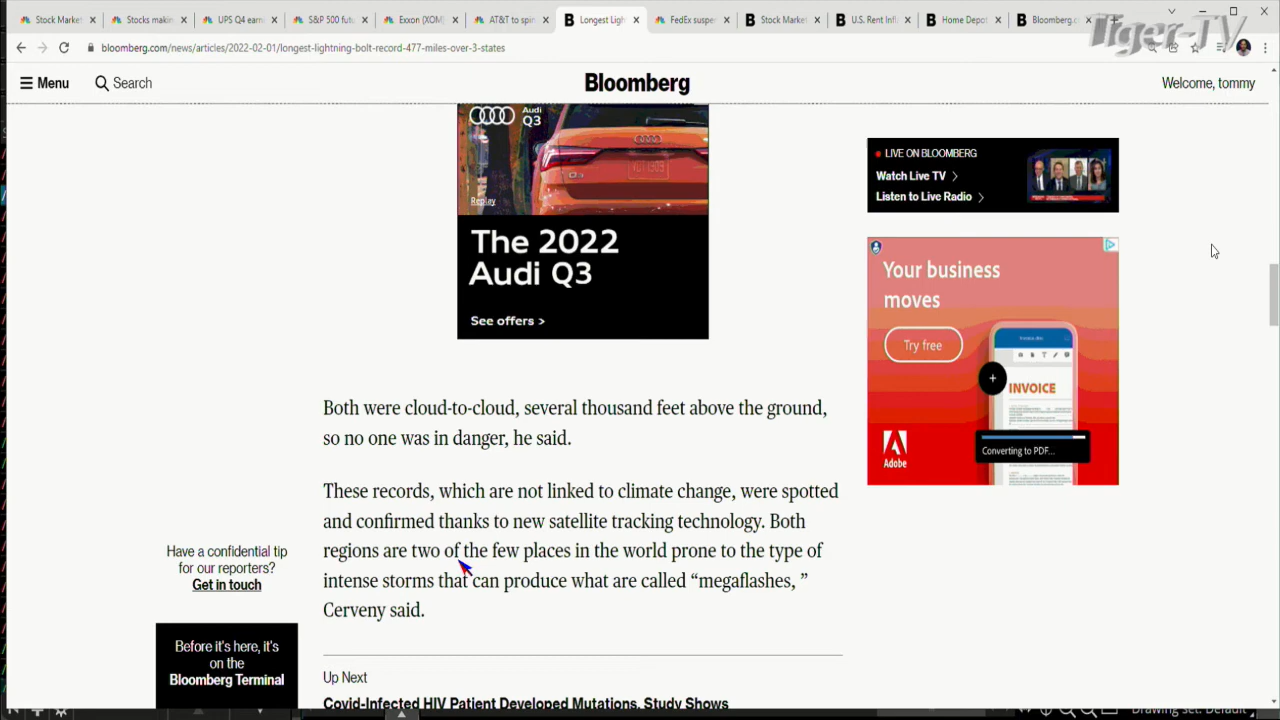 Stock Market
Stocks makin
UPS Q4 earn
S&P 500 futu
Exxon (XOM)
AT&T to spin
Longest Ligh
FedEx suspe
Stock Market
U.S. Rent Infl
Home Depot
Bloomberg.c
Tiger-TV
bloomberg.com/news/articles/2022-02-01/longest-lightning-bolt-record-477-miles-over-3-states
Menu
Search
Bloomberg
Welcome, tommy
Audi
Q3
Replay
The 2022
Audi Q3
See offers >
LIVE ON BLOOMBERG
Watch Live TV >
Listen to Live Radio >
Your business
moves
Try free
INVOICE
Converting to PDF...
Adobe
Both were cloud-to-cloud, several thousand feet above the ground,
so no one was in danger, he said.
These records, which are not linked to climate change, were spotted
and confirmed thanks to new satellite tracking technology. Both
regions are two of the few places in the world prone to the type of
intense storms that can produce what are called “megaflashes, ”
Cerveny said.
Have a confidential tip
for our reporters?
Get in touch
Before it's here, it's
on the
Bloomberg Terminal
Up Next
Covid-Infected HIV Patient Developed Mutations, Study Shows
Drawing set: Default